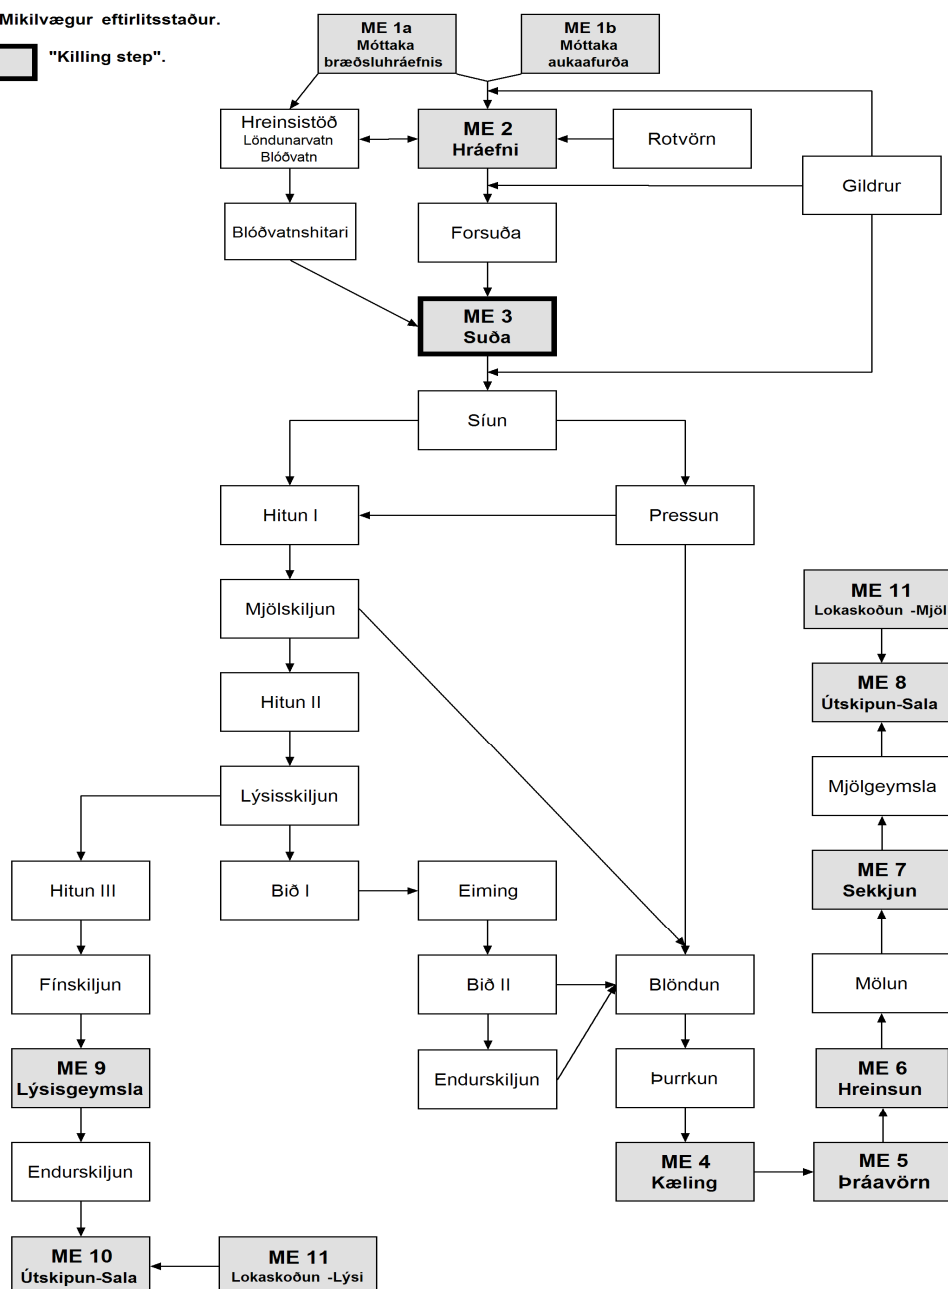 Mikilvægur eftirlitsstaður.
"Killing step".
ME 1a
Móttaka
bræðsluhráefnis
ME 1b
Móttaka
aukaafurða
Hreinsistöð
Löndunarvatn
Blóðvatn
ME 2
Hráefni
Rotvörn
Gildrur
Blóðvatnshitari
Forsuða
ME 3
Suða
Síun
Hitun I
Pressun
Mjölskiljun
ME 11
Lokaskoðun -Mjöl
Hitun II
ME 8
Útskipun-Sala
Lýsisskiljun
Mjölgeymsla
Hitun III
Bið I
Eiming
ME 7
Sekkjun
Fínskiljun
Bið II
Blöndun
Mölun
ME 9
Lýsisgeymsla
Endurskiljun
Þurrkun
ME 6
Hreinsun
Endurskiljun
ME 4
Kæling
ME 5
Þráavörn
ME 10
Útskipun-Sala
ME 11
Lokaskoðun -Lýsi